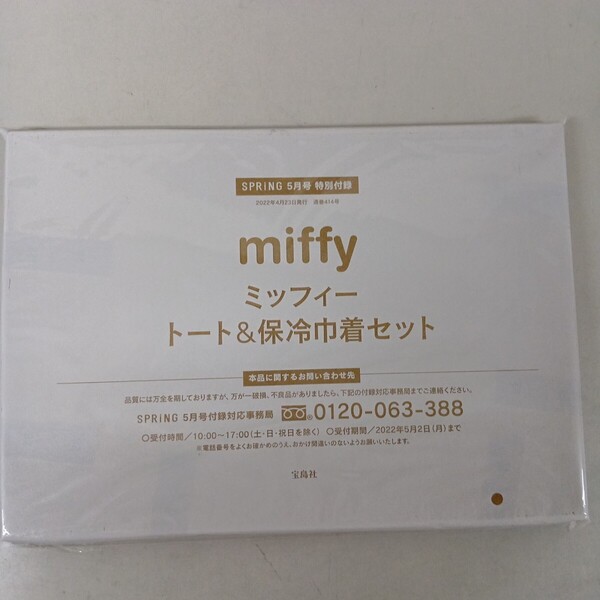 SPRiNG 5月号 特別付録
2022年4月23日発行 通巻414号
miffy
ミッフィー
トート&保冷巾着セット
本品に関するお問い合わせ先
品質には万全を期しておりますが、万が一破損、不良品がありましたら、下記の付録対応事務局までご連絡ください。
SPRiNG 5月号付録対応事務局 0120-063-388
○受付時間/10:00〜17:00(土・日・祝日を除く) ○受付期間/2022年5月2日(月)まで
※電話番号をよくお確かめのうえ、おかけ間違いのないようお願いいたします。
宝島社